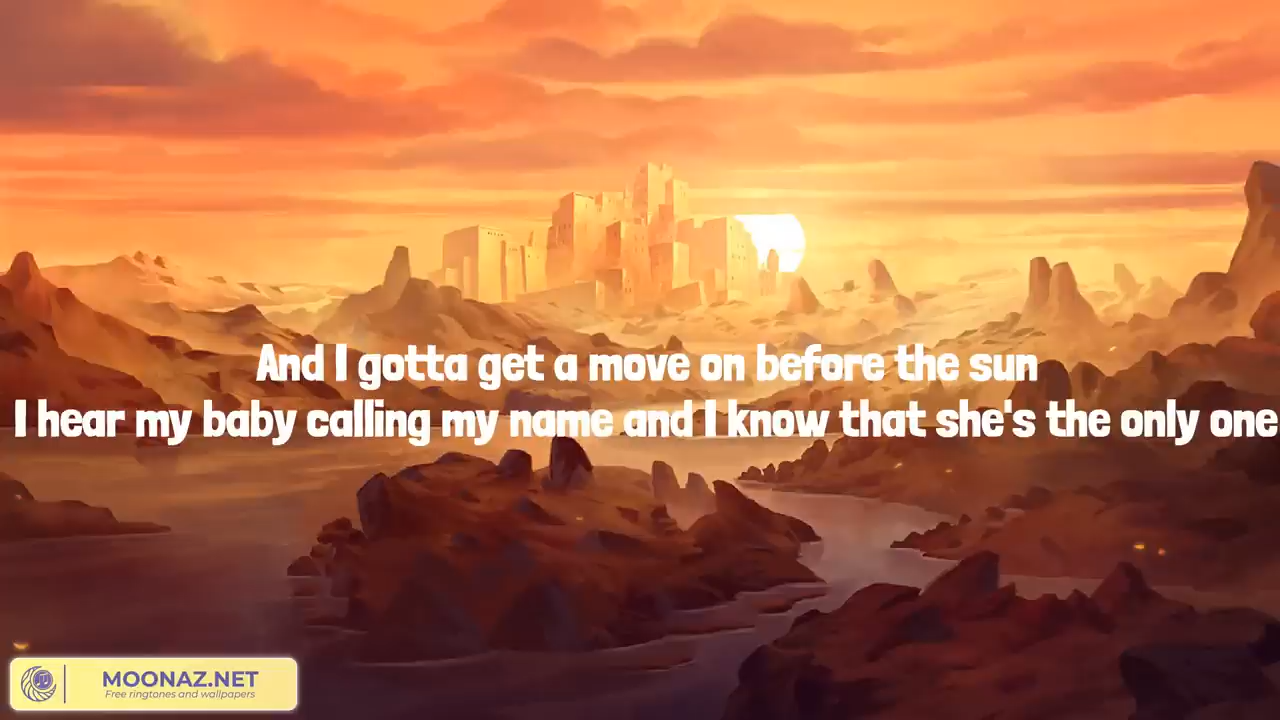 And I gotta get a move on before the sun
I hear my baby calling my name and I know that she's the only one
MOONAZ.NET
Free ringtones and wallpapers